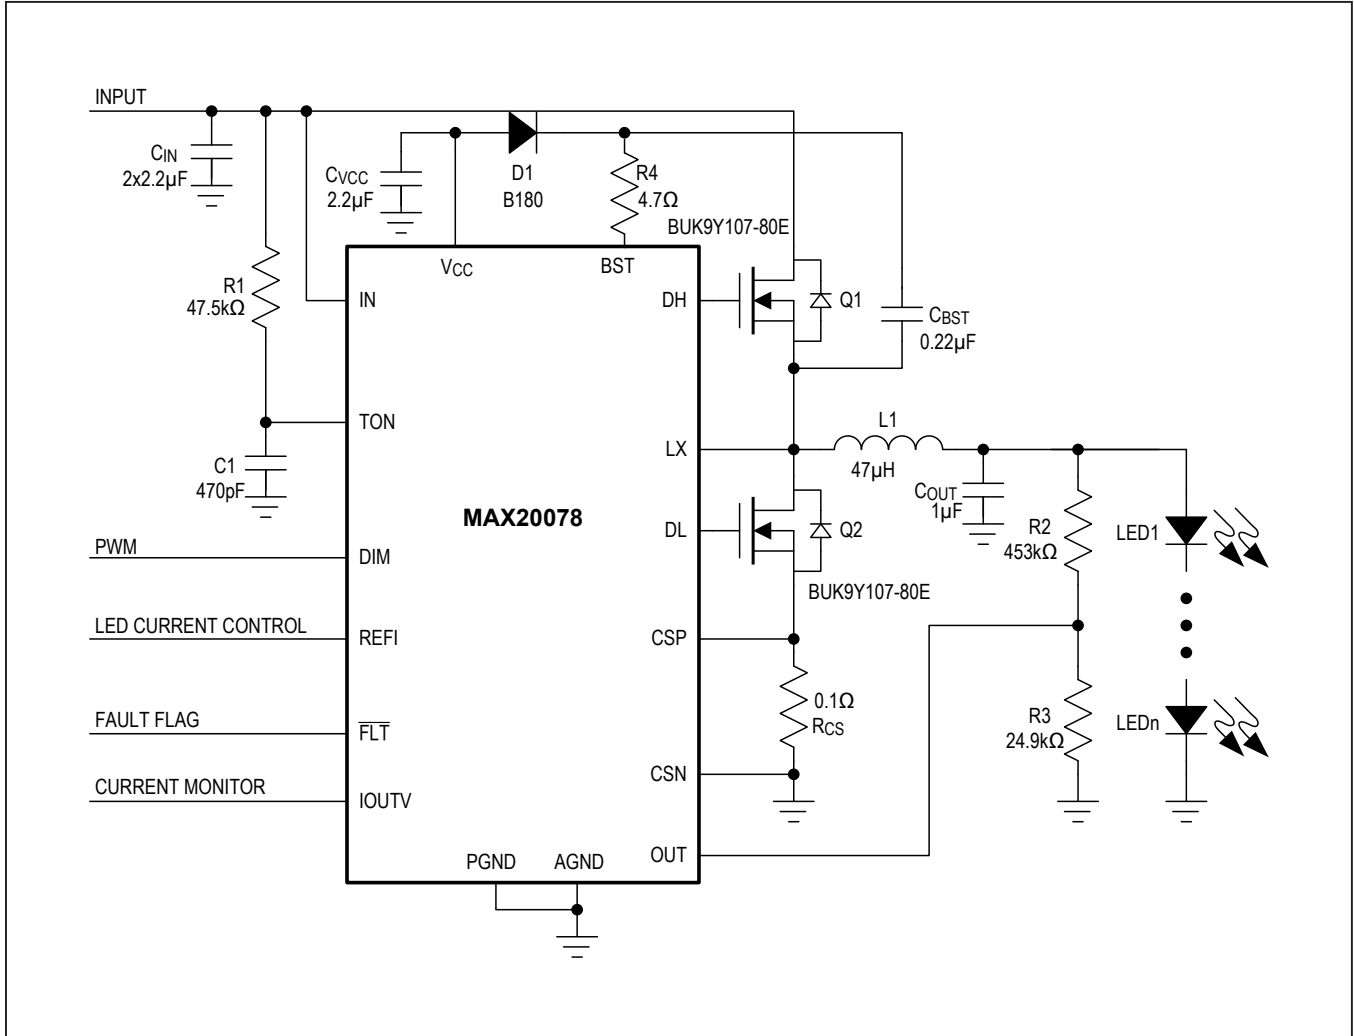 INPUT
CIN
2x2.2µF
CVCC
2.2µF
D1
B180
R4
4.7Ω
BUK9Y107-80E
R1
47.5kΩ
VCC
BST
IN
DH
Q1
CBST
0.22µF
TON
C1
470pF
LX
L1
47µH
COUT
1µF
R2
453kΩ
LED1
MAX20078
DL
Q2
BUK9Y107-80E
PWM
DIM
LED CURRENT CONTROL
REFI
CSP
0.1Ω
RCS
FAULT FLAG
FLT
R3
24.9kΩ
LEDn
CURRENT MONITOR
IOUTV
CSN
OUT
PGND
AGND